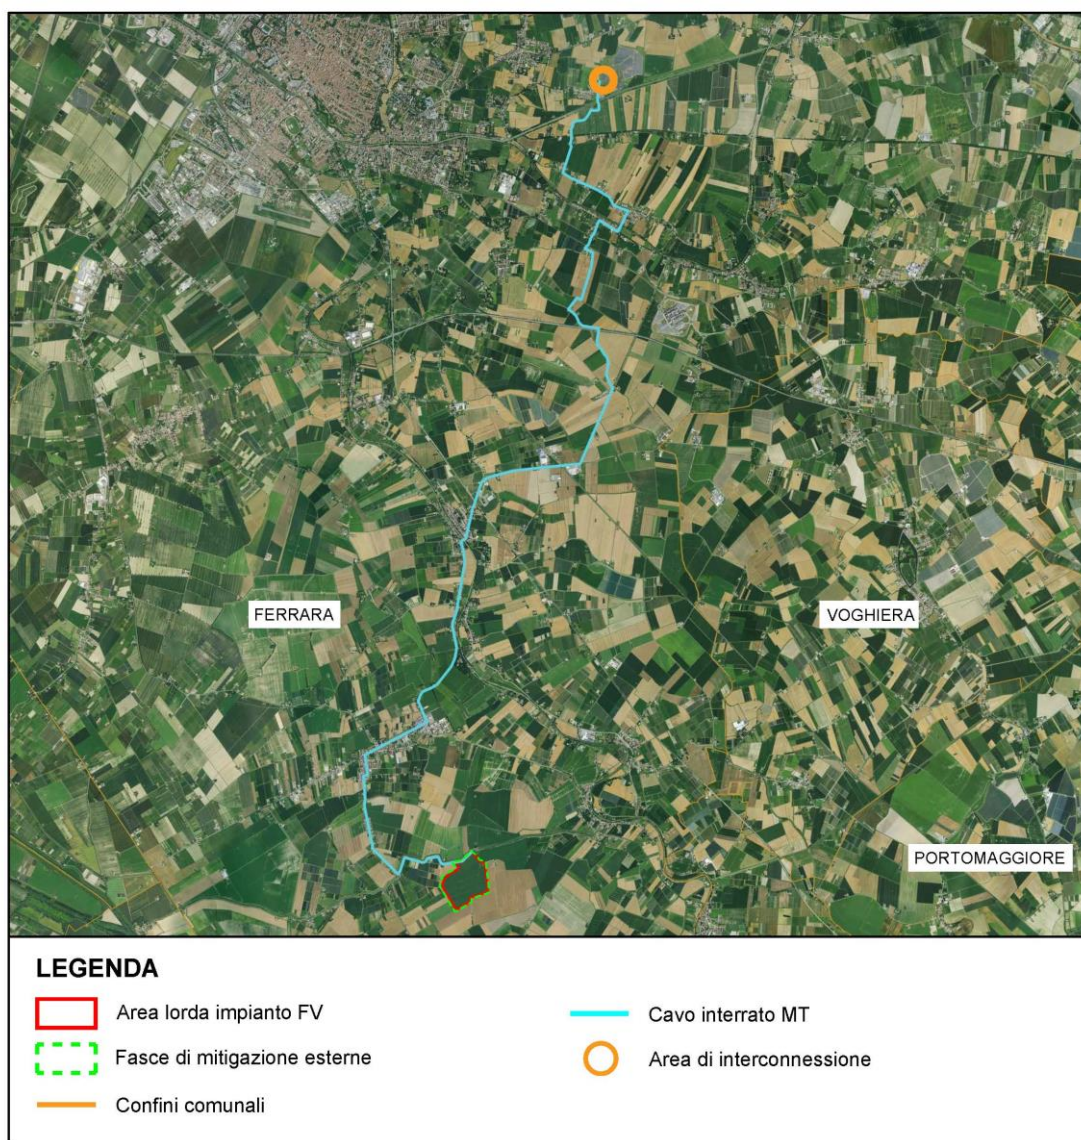 FERRARA
VOGHIERA
PORTOMAGGIORE
LEGENDA
Area lorda impianto FV
Cavo interrato MT
Fasce di mitigazione esterne
Area di interconnessione
Confini comunali